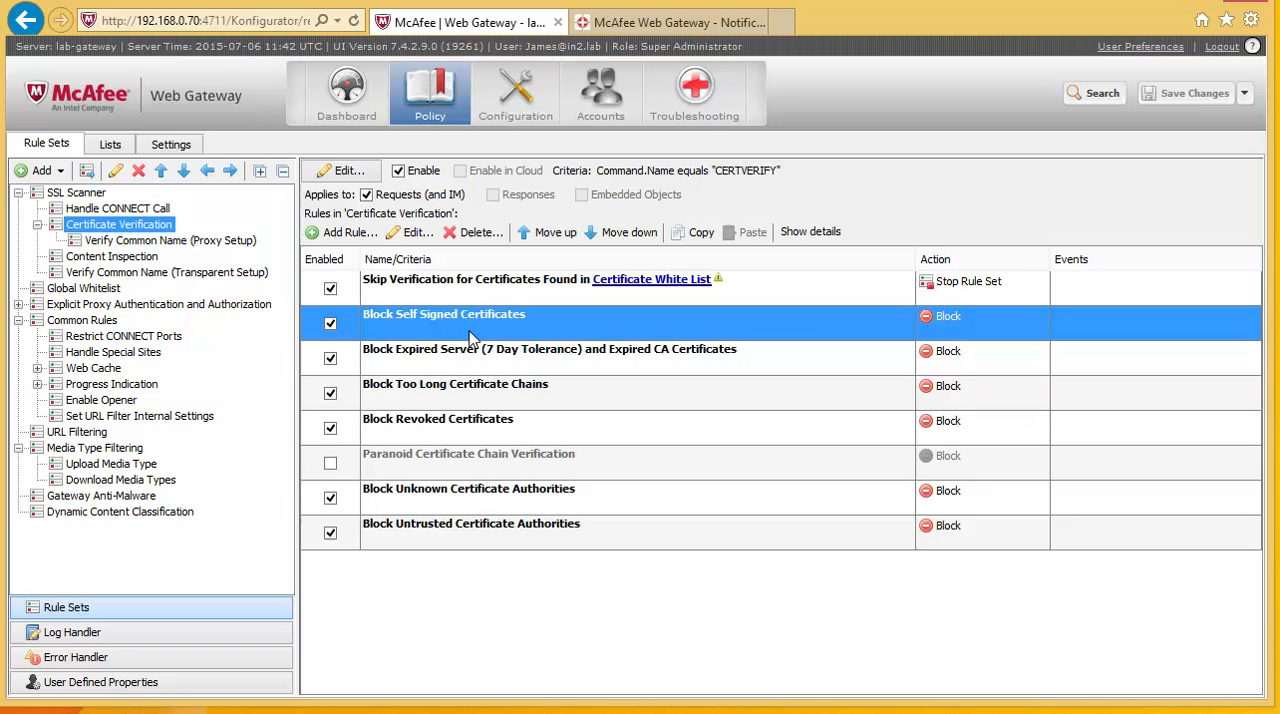 http://192.168.0.70:4711/Konfigurator/re
McAfee | Web Gateway - la...
McAfee Web Gateway - Notific...
Server: lab-gateway | Server Time: 2015-07-06 11:42 UTC | UI Version 7.4.2.9.0 (19261) | User: James@in2.lab | Role: Super Administrator
User Preferences | Logout ?
McAfee
An Intel Company
Web Gateway
Dashboard
Policy
Configuration
Accounts
Troubleshooting
Search
Save Changes
Rule Sets
Lists
Settings
Add
SSL Scanner
Handle CONNECT Call
Certificate Verification
Verify Common Name (Proxy Setup)
Content Inspection
Verify Common Name (Transparent Setup)
Global Whitelist
Explicit Proxy Authentication and Authorization
Common Rules
Restrict CONNECT Ports
Handle Special Sites
Web Cache
Progress Indication
Enable Opener
Set URL Filter Internal Settings
URL Filtering
Media Type Filtering
Upload Media Type
Download Media Types
Gateway Anti-Malware
Dynamic Content Classification
Rule Sets
Log Handler
Error Handler
User Defined Properties
Edit... Enable Enable in Cloud Criteria: Command.Name equals "CERTVERIFY"
Applies to: Requests (and IM) Responses Embedded Objects
Rules in 'Certificate Verification':
Add Rule... Edit... Delete... Move up Move down Copy Paste Show details
Enabled Name/Criteria Action Events
Skip Verification for Certificates Found in Certificate White List Stop Rule Set
Block Self Signed Certificates Block
Block Expired Server (7 Day Tolerance) and Expired CA Certificates Block
Block Too Long Certificate Chains Block
Block Revoked Certificates Block
Paranoid Certificate Chain Verification Block
Block Unknown Certificate Authorities Block
Block Untrusted Certificate Authorities Block